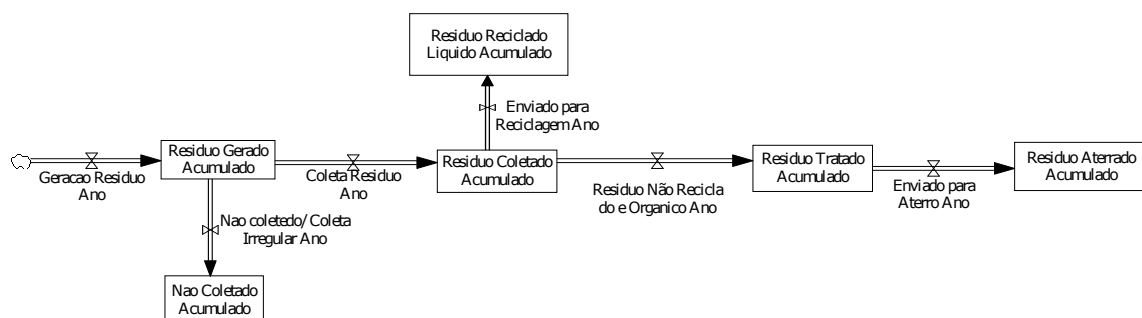 Residuo Reciclado
Liquido Acumulado
Enviado para
Reciclagem Ano
Residuo Gerado
Acumulado
Geracao Residuo
Ano
Coleta Residuo
Ano
Residuo Coletado
Acumulado
Residuo Não Recicla
do e Organico Ano
Residuo Tratado
Acumulado
Enviado para
Aterro Ano
Residuo Aterrado
Acumulado
Nao coletedo/ Coleta
Irregular Ano
Nao Coletado
Acumulado